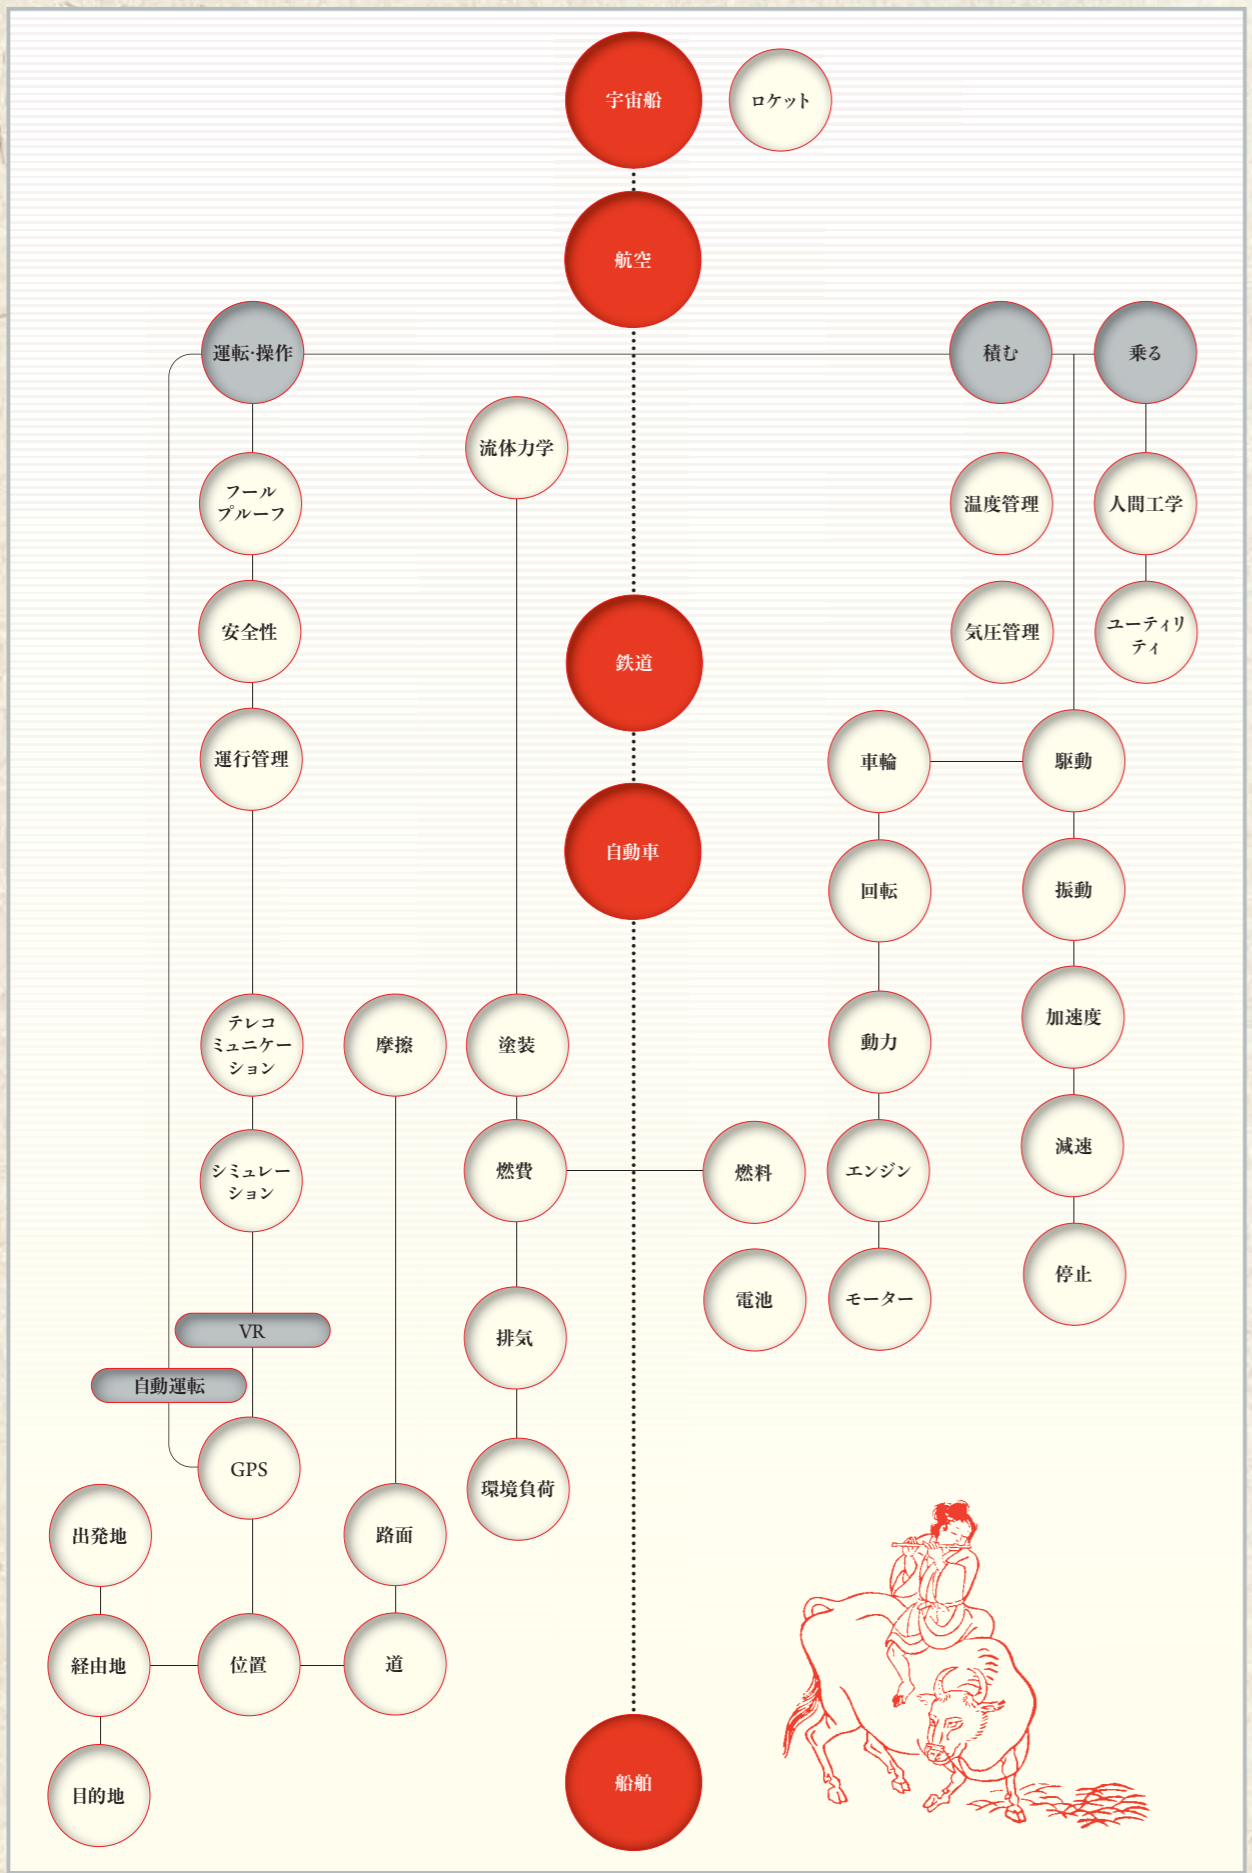 宇宙船
ロケット
航空
運転・操作
積む
乗る
流体力学
フール
プルーフ
温度管理
人間工学
安全性
気圧管理
ユーティリ
ティ
鉄道
運行管理
車輪
駆動
自動車
回転
振動
テレコ
ミュニケー
ション
摩擦
塗装
動力
加速度
シミュレー
ション
燃費
燃料
エンジン
減速
VR
排気
電池
モーター
停止
自動運転
GPS
環境負荷
出発地
路面
経由地
位置
道
目的地
船舶